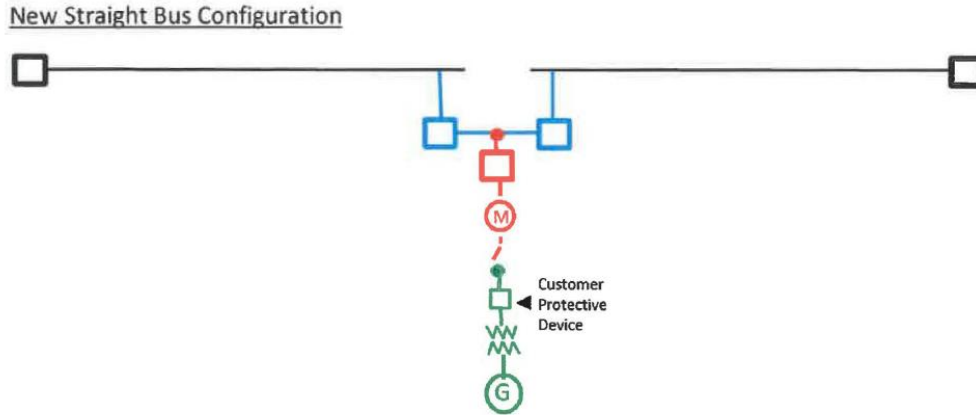 New Straight Bus Configuration
M
Customer
Protective
Device
G